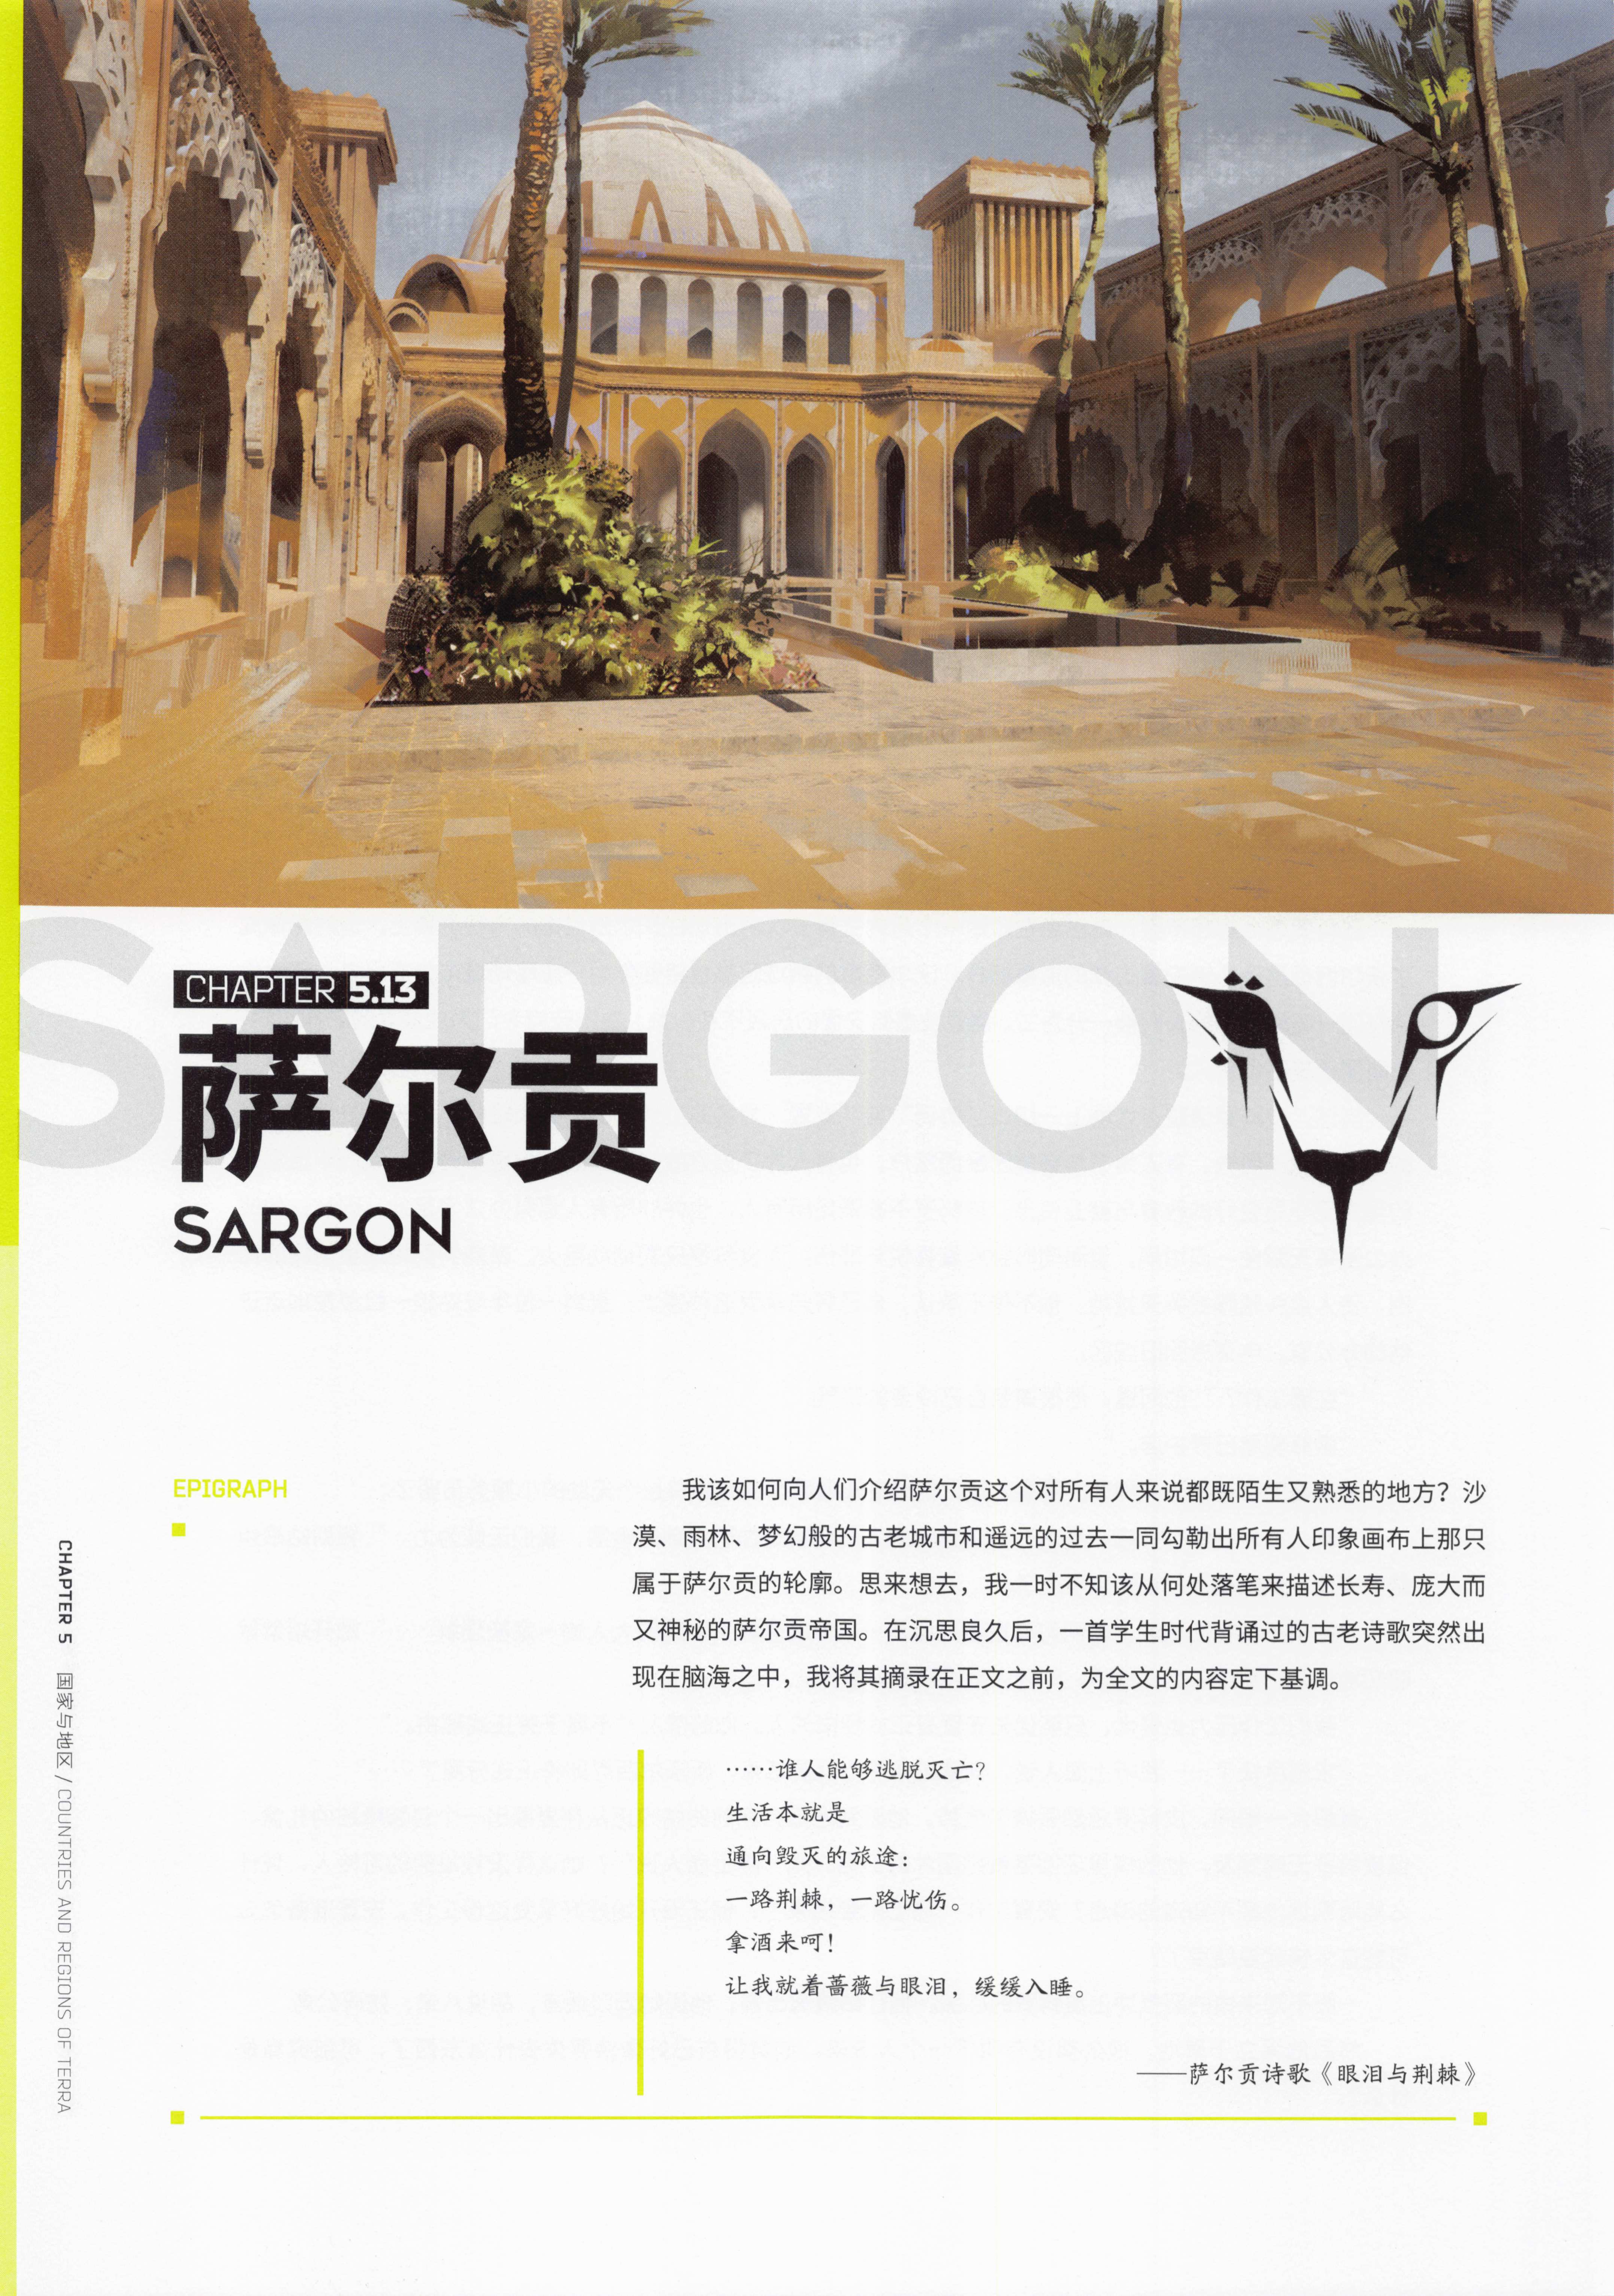 SARGON
CHAPTER 5.13
萨尔贡
SARGON
EPIGRAPH
我该如何向人们介绍萨尔贡这个对所有人来说都既陌生又熟悉的地方？沙
漠、雨林、梦幻般的古老城市和遥远的过去一同勾勒出所有人印象画布上那只
属于萨尔贡的轮廓。思来想去，我一时不知该从何处落笔来描述长寿、庞大而
又神秘的萨尔贡帝国。在沉思良久后，一首学生时代背诵过的古老诗歌突然出
现在脑海之中，我将其摘录在正文之前，为全文的内容定下基调。
……谁人能够逃脱灭亡？
生活本就是
通向毁灭的旅途：
一路荆棘，一路忧伤。
拿酒来呵！
让我就着蔷薇与眼泪，缓缓入睡。
——萨尔贡诗歌《眼泪与荆棘》
CHAPTER 5 国家与地区 / COUNTRIES AND REGIONS OF TERRA